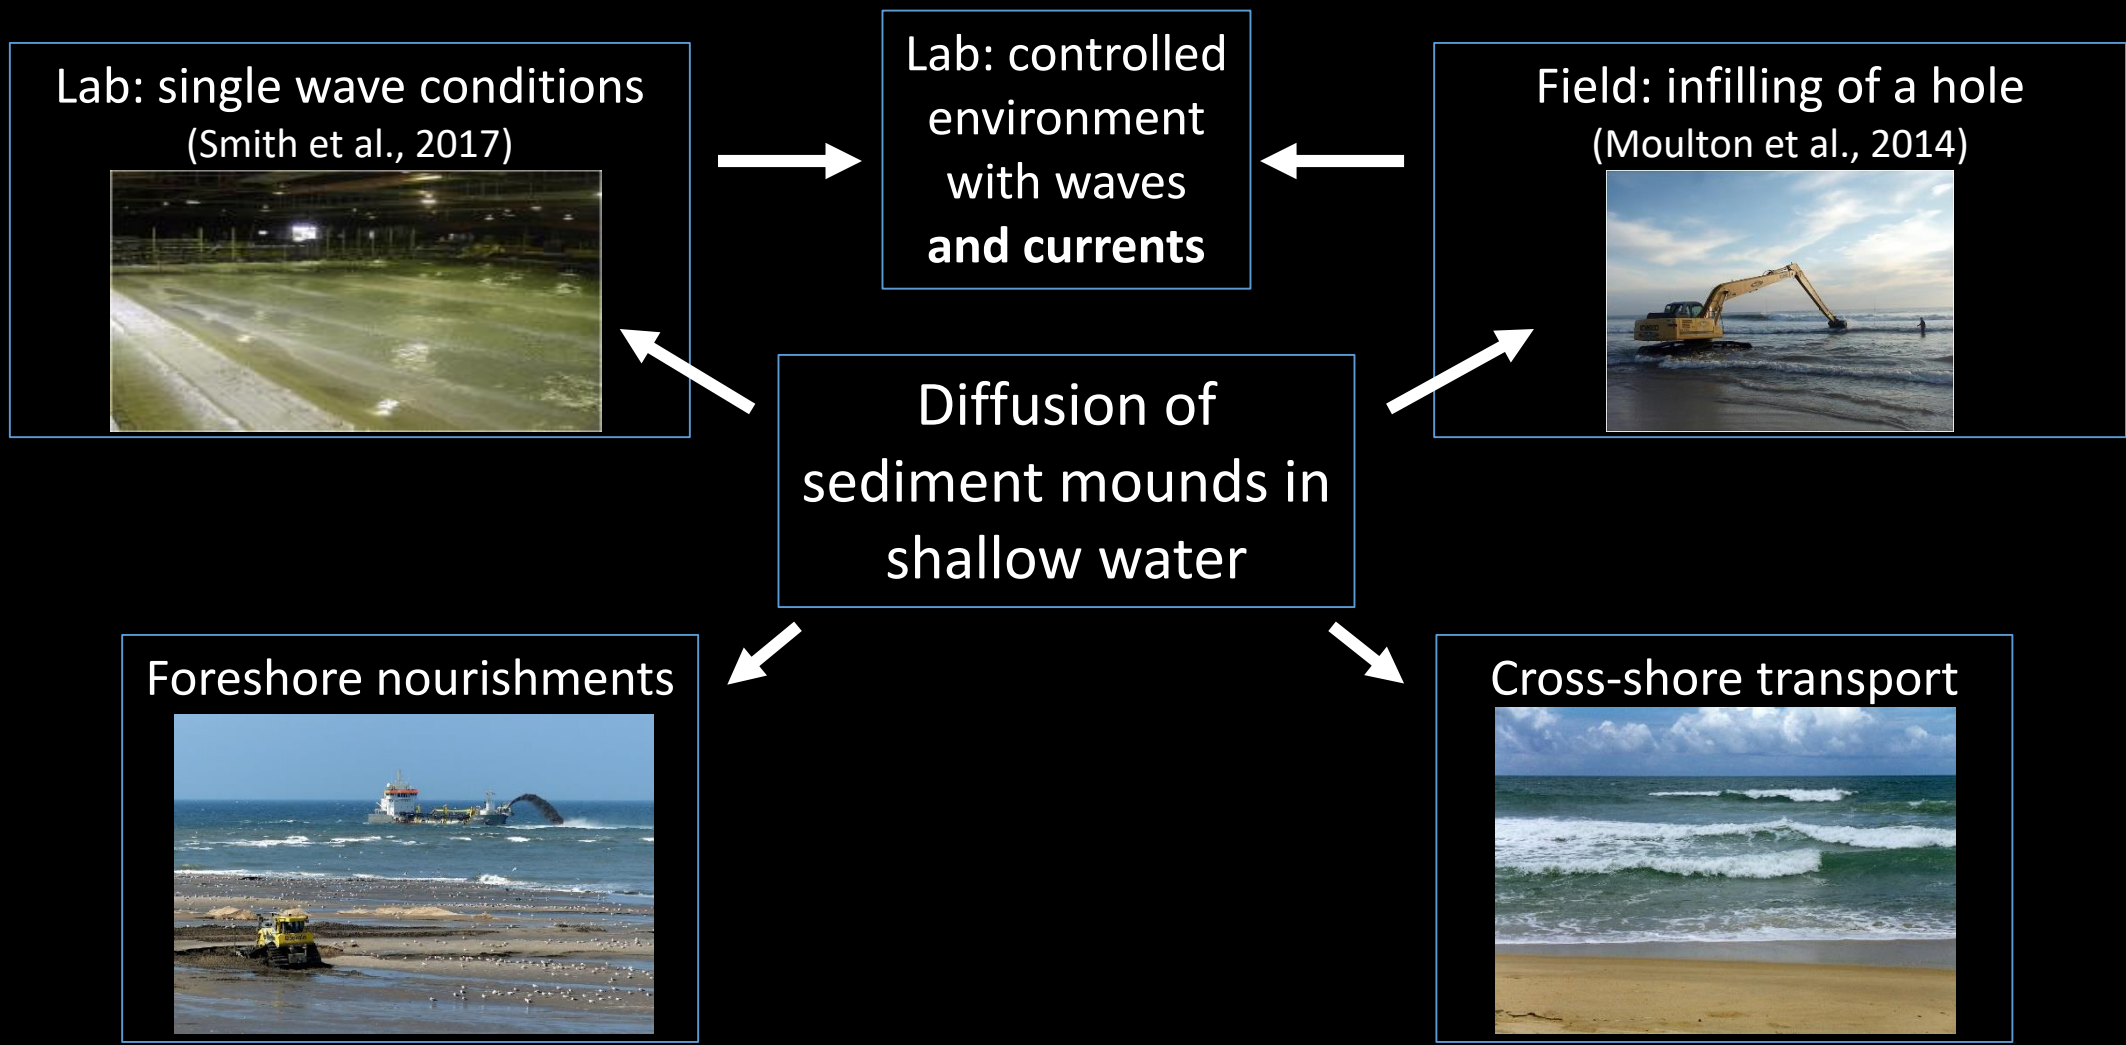 Lab: single wave conditions
(Smith et al., 2017)
Lab: controlled
environment
with waves
and currents
Field: infilling of a hole
(Moulton et al., 2014)
Diffusion of
sediment mounds in
shallow water
Foreshore nourishments
Cross-shore transport